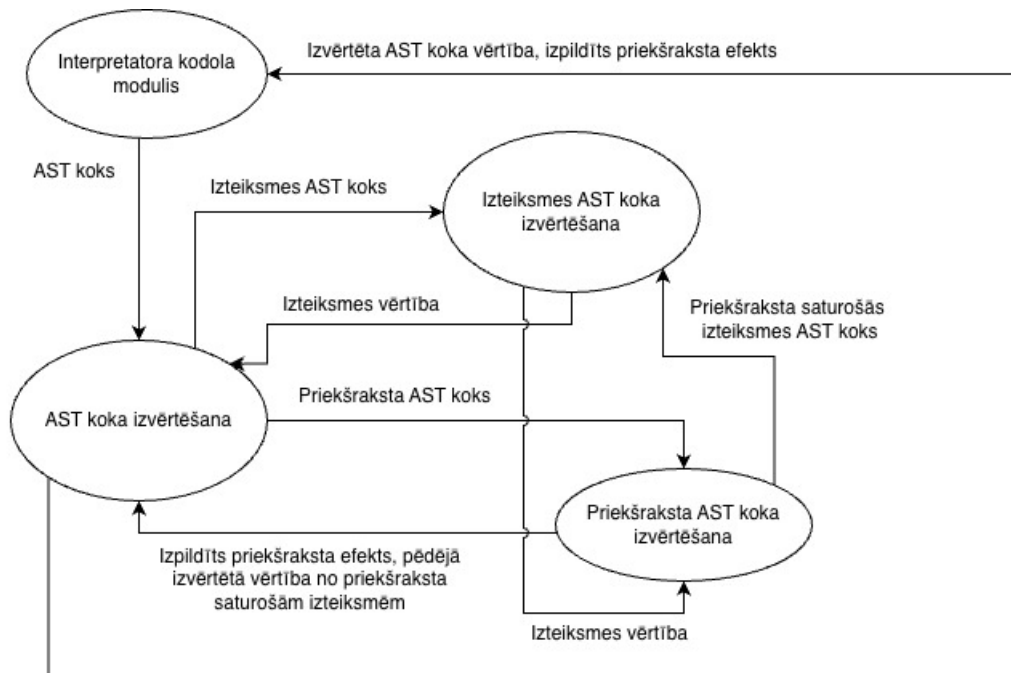 Izvērtēta AST koka vērtība, izpildīts priekšraksta efekts
Interpretatora kodola
modulis
AST koks
Izteiksmes AST koks
Izteiksmes AST koka
izvērtēšana
Izteiksmes vērtība
Priekšraksta saturošās
izteiksmes AST koks
Priekšraksta AST koks
AST koka izvērtēšana
Priekšraksta AST koka
izvērtēšana
Izpildīts priekšraksta efekts, pēdējā
izvērtētā vērtība no priekšraksta
saturošām izteiksmēm
Izteiksmes vērtība